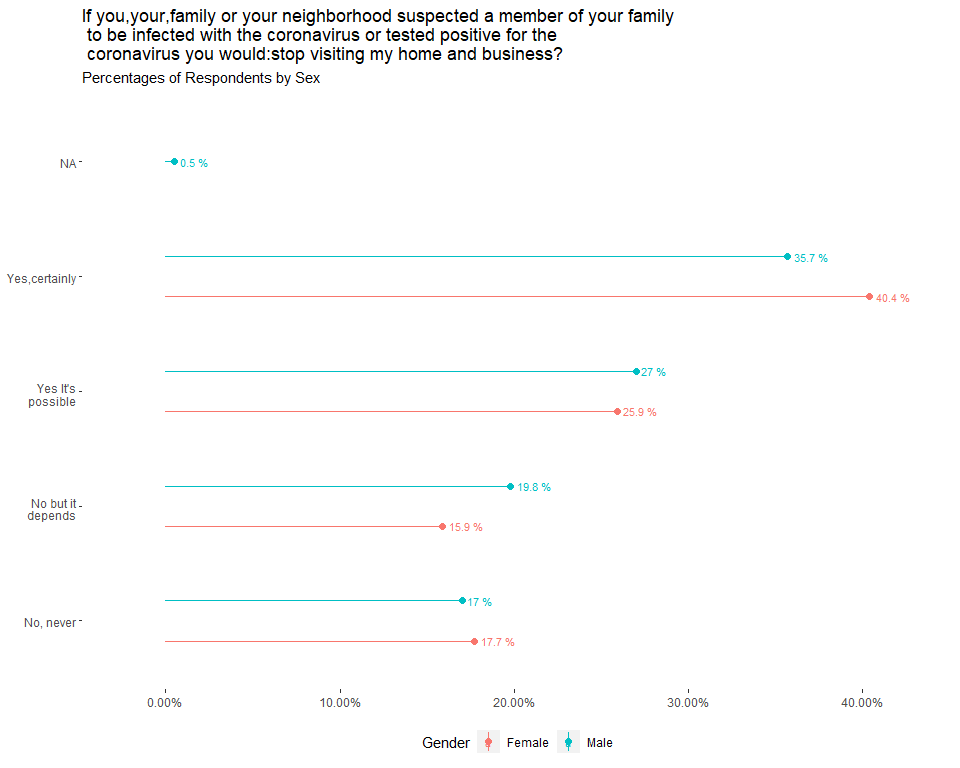 If you,your,family or your neighborhood suspected a member of your family
to be infected with the coronavirus or tested positive for the
coronavirus you would:stop visiting my home and business?
Percentages of Respondents by Sex
NA
0.5 %
Yes,certainly
35.7 %
40.4 %
Yes It's
possible
27 %
25.9 %
No but it
depends
19.8 %
15.9 %
No, never
17 %
17.7 %
0.00% 10.00% 20.00% 30.00% 40.00%
Gender Female Male